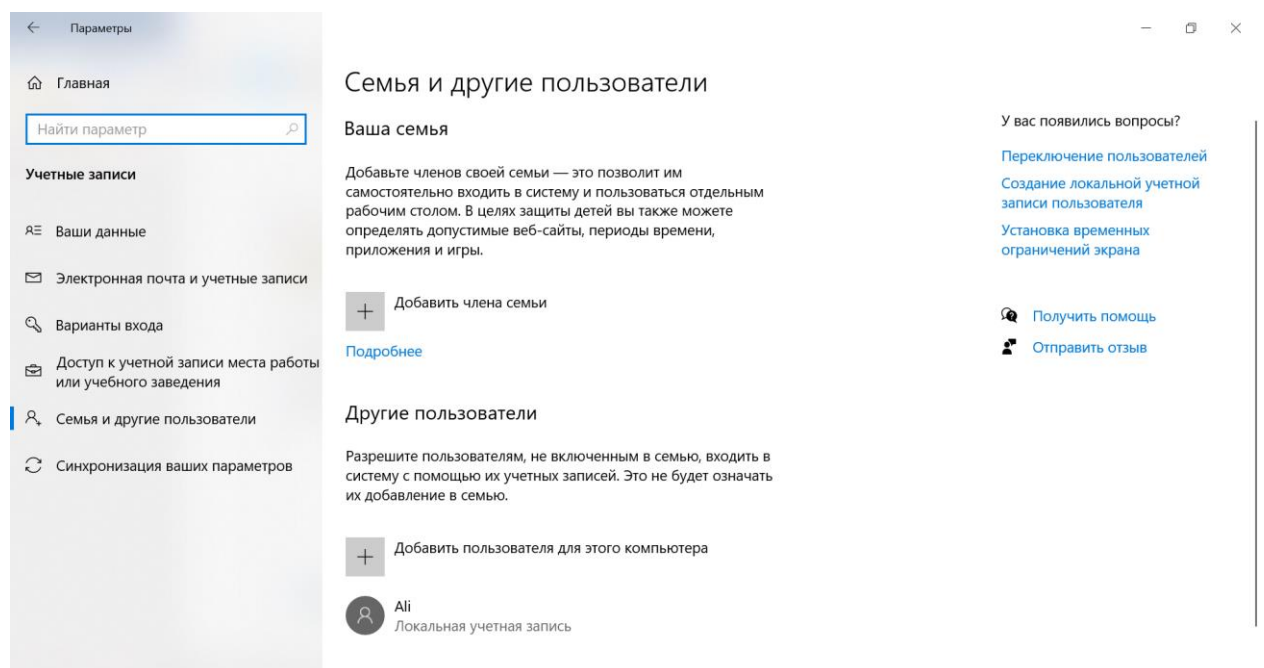 Параметры
Главная
Найти параметр
Учетные записи
Ваши данные
Электронная почта и учетные записи
Варианты входа
Доступ к учетной записи места работы
или учебного заведения
Семья и другие пользователи
Синхронизация ваших параметров
Семья и другие пользователи
Ваша семья
Добавьте членов своей семьи — это позволит им
самостоятельно входить в систему и пользоваться отдельным
рабочим столом. В целях защиты детей вы также можете
определять допустимые веб-сайты, периоды времени,
приложения и игры.
Добавить члена семьи
Подробнее
Другие пользователи
Разрешите пользователям, не включенным в семью, входить в
систему с помощью их учетных записей. Это не будет означать
их добавление в семью.
Добавить пользователя для этого компьютера
Ali
Локальная учетная запись
У вас появились вопросы?
Переключение пользователей
Создание локальной учетной
записи пользователя
Установка временных
ограничений экрана
Получить помощь
Отправить отзыв